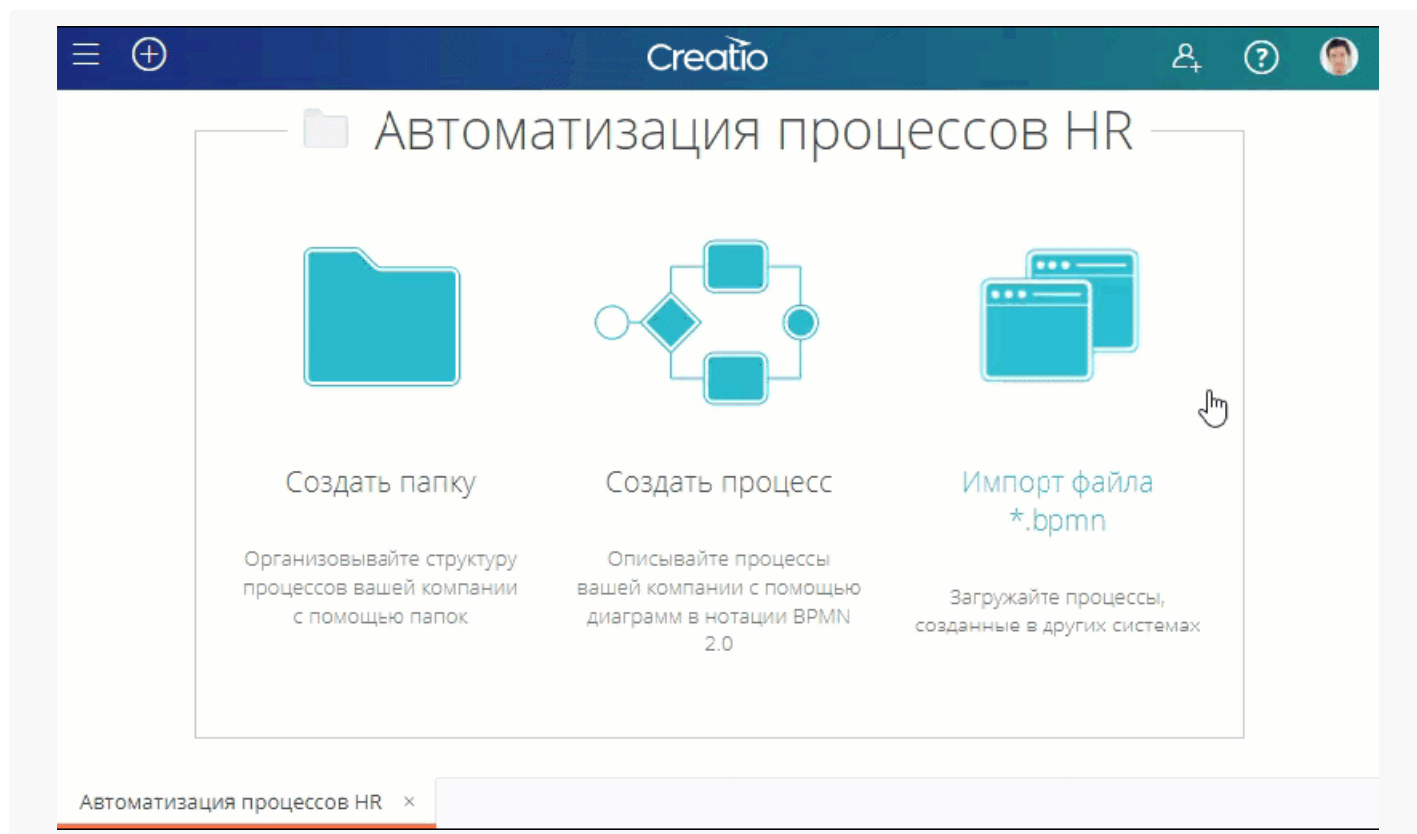 Creatio
Автоматизация процессов HR
Создать папку
Организовывайте структуру
процессов вашей компании
с помощью папок
Создать процесс
Описывайте процессы
вашей компании с помощью
диаграмм в нотации BPMN
2.0
Импорт файла
*.bpmn
Загружайте процессы,
созданные в других системах
Автоматизация процессов HR ×